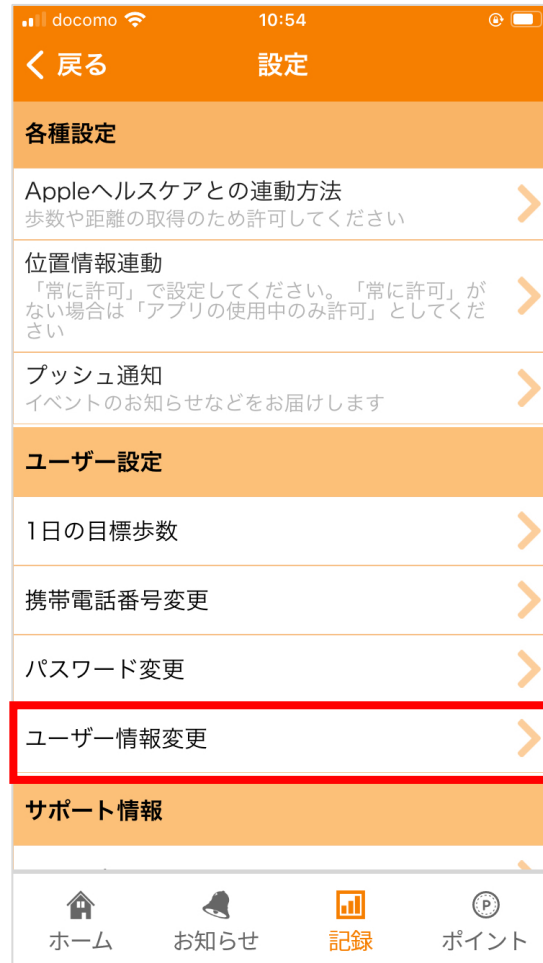 docomo 10:54
戻る 設定
各種設定
Appleヘルスケアとの連動方法
歩数や距離の取得のため許可してください
位置情報連動
「常に許可」で設定してください。「常に許可」が
ない場合は「アプリの使用中のみ許可」としてくだ
さい
プッシュ通知
イベントのお知らせなどをお届けします
ユーザー設定
1日の目標歩数
携帯電話番号変更
パスワード変更
ユーザー情報変更
サポート情報
ホーム お知らせ 記録 ポイント